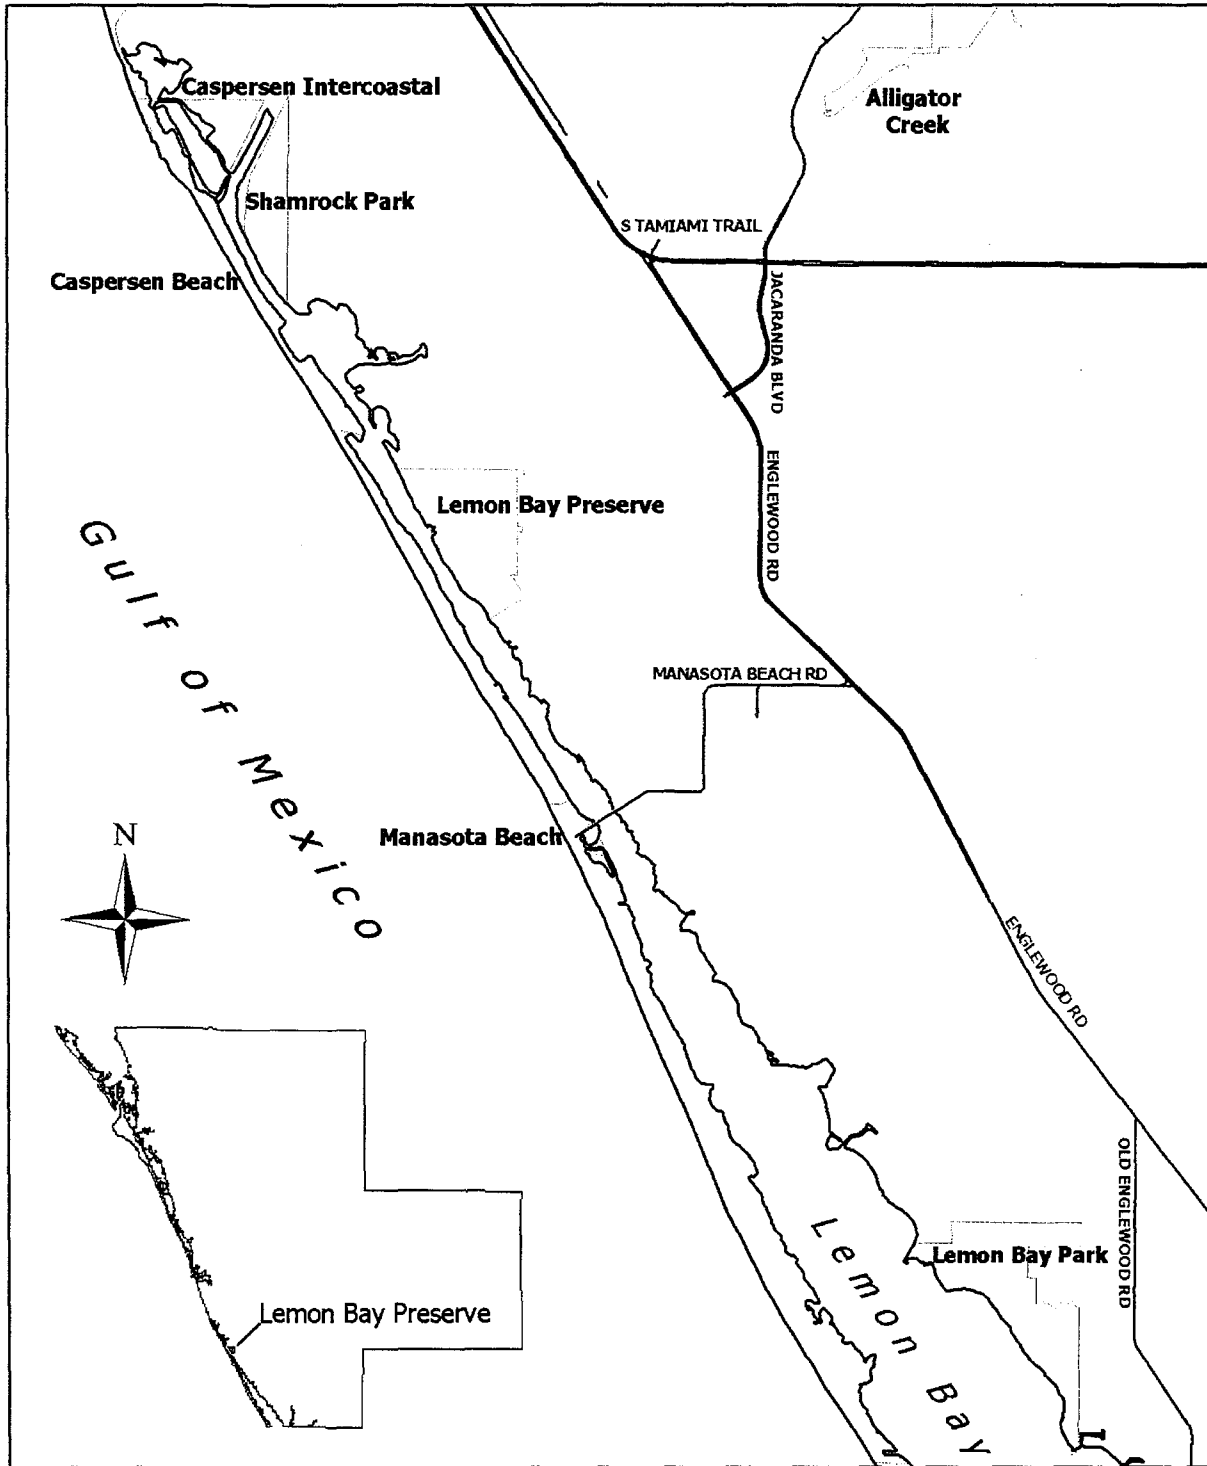 Caspersen Intercoastal
Alligator
Creek
Shamrock Park
S TAMIAMI TRAIL
Caspersen Beach
JACARANDA BLVD
Lemon Bay Preserve
ENGLEWOOD RD
Gulf of Mexico
MANASOTA BEACH RD
Manasota Beach
N
ENGLEWOOD RD
OLD ENGLEWOOD RD
Lemon Bay Park
Lemon Bay
Lemon Bay Preserve